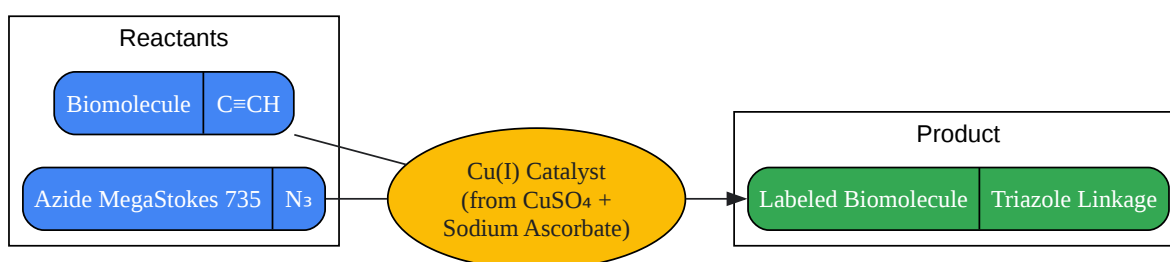 Reactants
Biomolecule
C≡CH
Azide MegaStokes 735
N₃
Cu(I) Catalyst
(from CuSO₄ +
Sodium Ascorbate)
Product
Labeled Biomolecule
Triazole Linkage